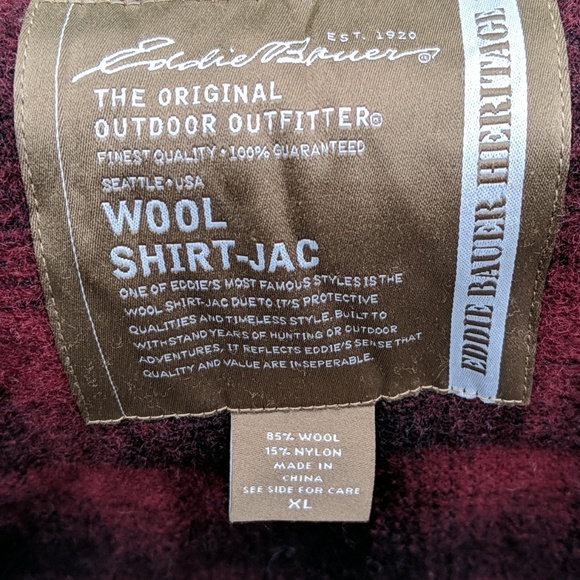 EST. 1920
Eddie Bauer®
THE ORIGINAL
OUTDOOR OUTFITTER®
FINEST QUALITY • 100% GUARANTEED
SEATTLE • USA
WOOL
SHIRT-JAC
ONE OF EDDIE'S MOST FAMOUS STYLES IS THE
WOOL SHIRT-JAC DUE TO IT'S PROTECTIVE
QUALITIES AND TIMELESS STYLE. BUILT TO
WITHSTAND YEARS OF HUNTING OR OUTDOOR
ADVENTURES, IT REFLECTS EDDIE'S SENSE THAT
QUALITY AND VALUE ARE INSEPERABLE.
EDDIE BAUER HERITAGE
85% WOOL
15% NYLON
MADE IN
CHINA
SEE SIDE FOR CARE
XL